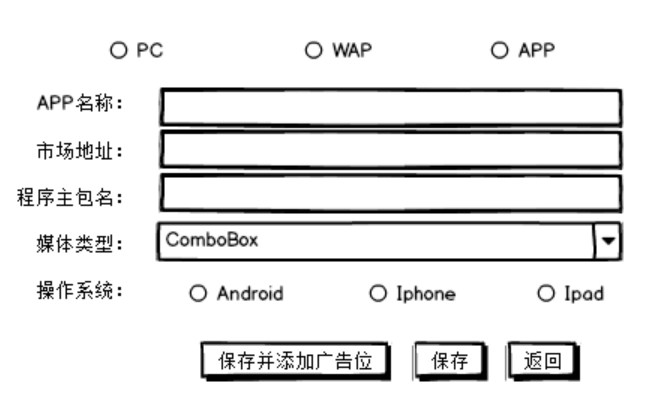 PC WAP APP
APP名称：
市场地址：
程序主包名：
媒体类型： ComboBox
操作系统： Android Iphone Ipad
保存并添加广告位 保存 返回